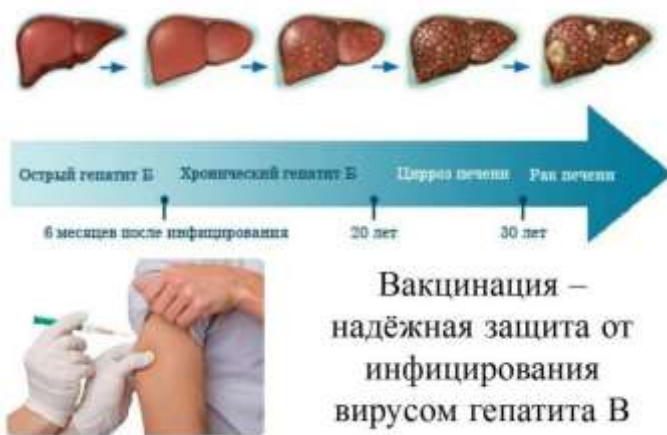 Острый гепатит Б Хронический гепатит Б Цирроз печени Рак печени
6 месяцев после инфицирования 20 лет 30 лет
Вакцинация –
надёжная защита от
инфицирования
вирусом гепатита В